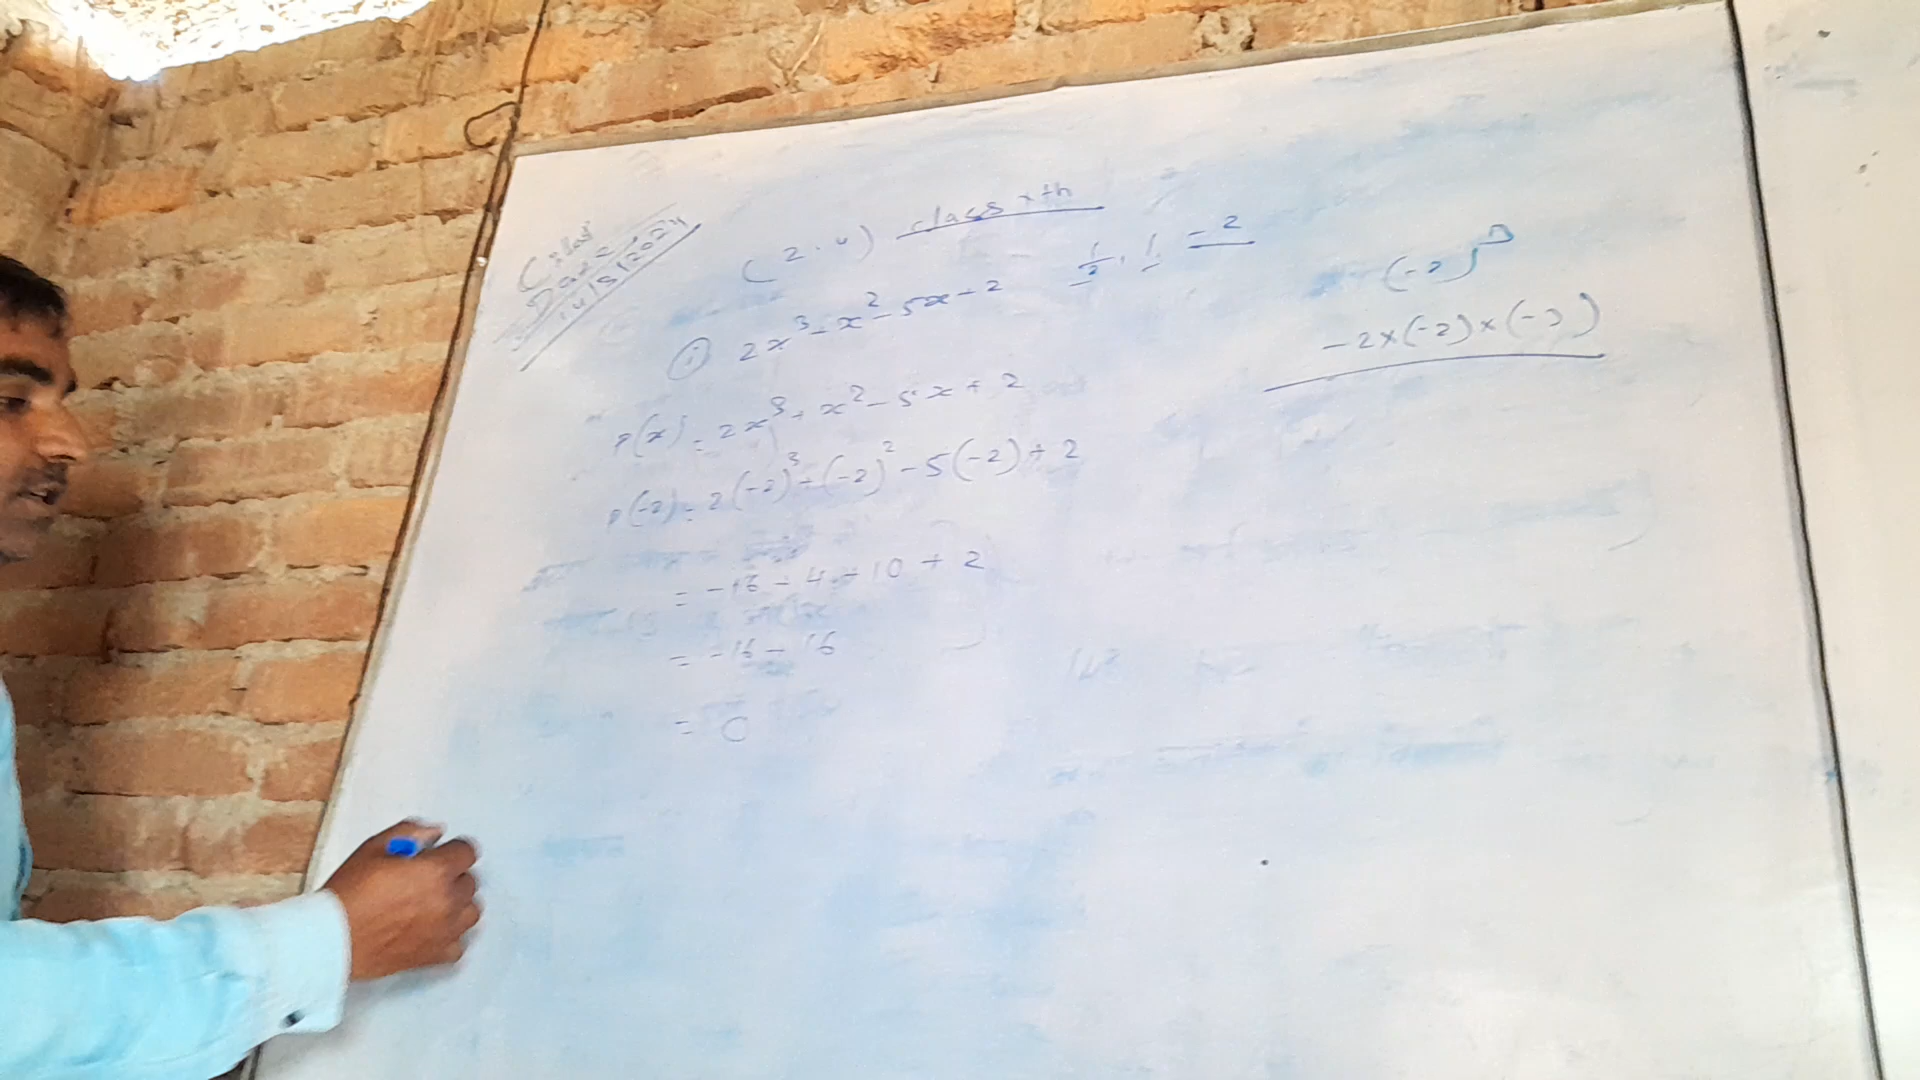 Class
Date
14/5/2024
(2.4) class xth
(i) 2x³ - x² - 5x + 2    1/2, 1, -2
p(x) = 2x³ + x² - 5x + 2
p(-2) = 2(-2)³ + (-2)² - 5(-2) + 2
= -16 + 4 + 10 + 2
= -16 - 16
= 0
(-2)³
-2×(-2)×(-2)